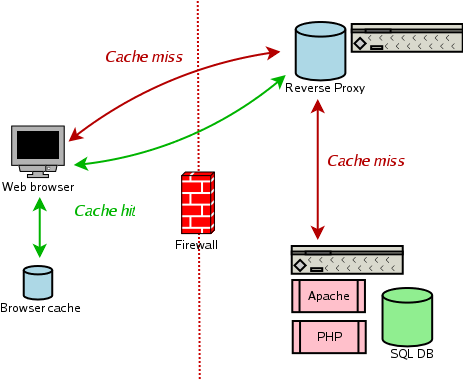 Cache miss
Reverse Proxy
Cache miss
Web browser
Cache hit
Firewall
Browser cache
Apache
PHP
SQL DB